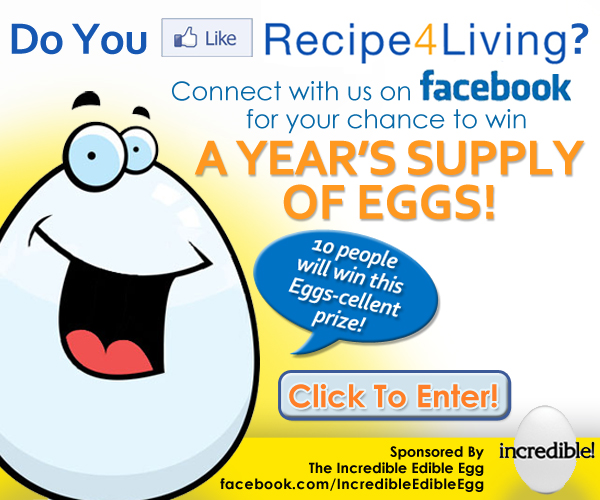 Do You Like Recipe4Living?
Connect with us on facebook
for your chance to win
A YEAR'S SUPPLY
OF EGGS!
10 people
will win this
Eggs-cellent
prize!
Click To Enter!
Sponsored By
The Incredible Edible Egg
facebook.com/IncredibleEdibleEgg
incredible!